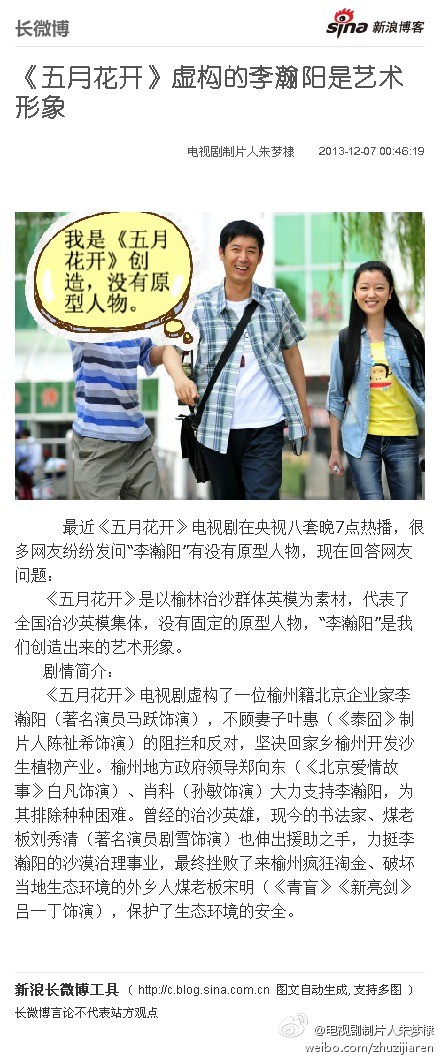 长微博
sina 新浪博客
《五月花开》虚构的李瀚阳是艺术
形象
电视剧制片人朱梦棣 2013-12-07 00:46:19
我是《五月
花开》创
造，没有原
型人物。
最近《五月花开》电视剧在央视八套晚7点热播，很
多网友纷纷发问“李瀚阳”有没有原型人物，现在回答网友
问题：
《五月花开》是以榆林治沙群体英模为素材，代表了
全国治沙英模集体，没有固定的原型人物，“李瀚阳”是我
们创造出来的艺术形象。
剧情简介：
《五月花开》电视剧虚构了一位榆州籍北京企业家李
瀚阳（著名演员马跃饰演），不顾妻子叶惠（《泰囧》制
片人陈祉希饰演）的阻拦和反对，坚决回家乡榆州开发沙
生植物产业。榆州地方政府领导郑向东（《北京爱情故
事》白凡饰演）、肖科（孙敏饰演）大力支持李瀚阳，为
其排除种种困难。曾经的治沙英雄，现今的书法家、煤老
板刘秀清（著名演员剧雪饰演）也伸出援助之手，力挺李
瀚阳的沙漠治理事业，最终挫败了来榆州疯狂淘金、破坏
当地生态环境的外乡人煤老板宋明（《青盲》《新亮剑》
吕一丁饰演），保护了生态环境的安全。
新浪长微博工具（ http://c.blog.sina.com.cn 图文自动生成,支持多图 ）
长微博言论不代表站方观点
@电视剧制片人朱梦棣
weibo.com/zhuzijiaren